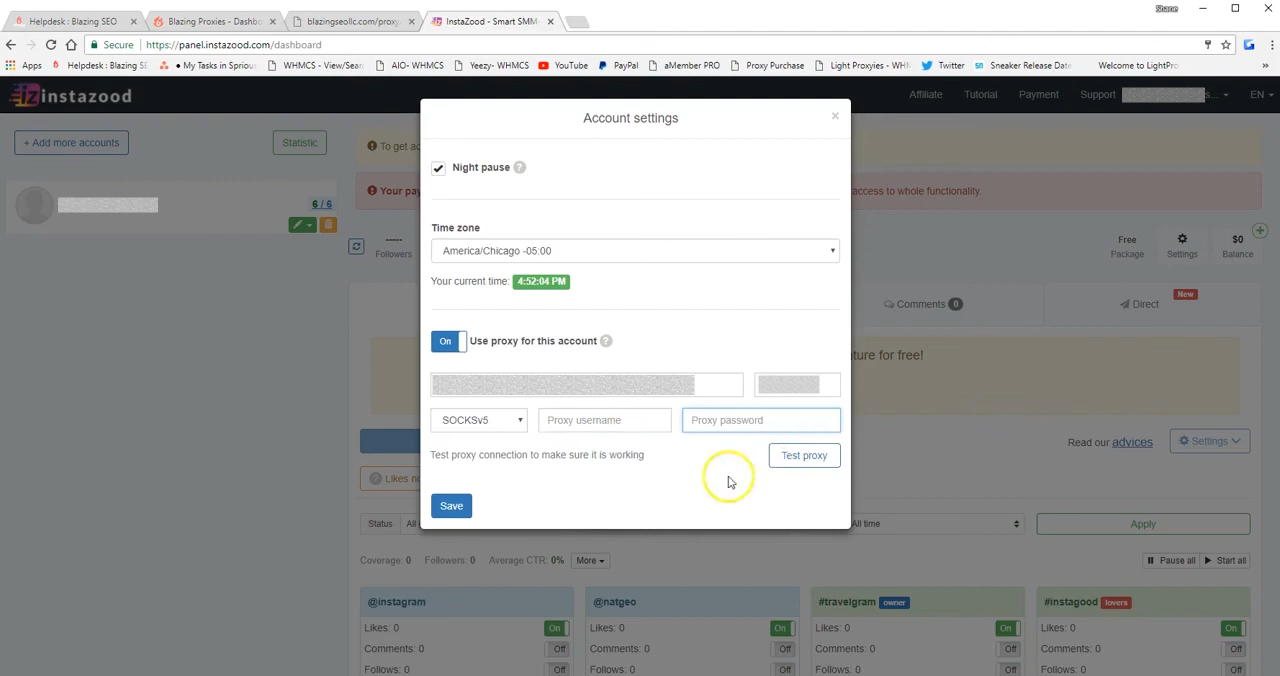 Shane
Helpdesk : Blazing SEO
Blazing Proxies - Dashbo
blazingseollc.com/proxy
InstaZood - Smart SMM
Secure
https://panel.instazood.com/dashboard
Apps
Helpdesk : Blazing SE
● My Tasks in Sprious
WHMCS - View/Sear
AIO- WHMCS
Yeezy- WHMCS
YouTube
PayPal
aMember PRO
Proxy Purchase
Light Proxyies - WHM
Twitter
Sneaker Release Date
Welcome to LightPro
»
iz instazood
Affiliate
Tutorial
Payment
Support
s...
EN
+ Add more accounts
Statistic
To get ac
Your pay
access to whole functionality.
6 / 6
-----
Followers
Free
Package
Settings
$0
Balance
Account settings
×
Night pause ?
Time zone
America/Chicago -05:00
Your current time: 4:52:04 PM
On Use proxy for this account ?
SOCKSv5
Proxy username
Proxy password
Test proxy connection to make sure it is working
Test proxy
Save
Comments 0
Direct
New
ture for free!
Read our advices
Settings
? Likes no
Status
All
All time
Apply
Coverage: 0 Followers: 0 Average CTR: 0% More
Pause all
Start all
@instagram
@natgeo
#travelgram owner
#instagood lovers
Likes: 0 On
Likes: 0 On
Likes: 0 On
Likes: 0 On
Comments: 0 Off
Comments: 0 Off
Comments: 0 Off
Comments: 0 Off
Follows: 0 Off
Follows: 0 Off
Follows: 0 Off
Follows: 0 Off